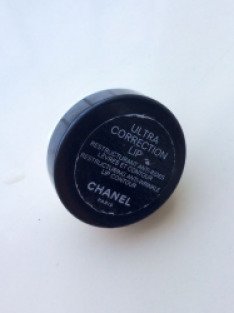 ULTRA
CORRECTION
LIP
RESTRUCTURANT ANTI-RIDES
LÈVRES ET CONTOUR
RESTRUCTURING ANTI-WRINKLE
LIP CONTOUR
CHANEL
PARIS